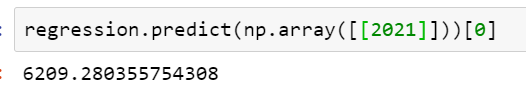 : regression.predict(np.array([[2021]]))[0]
: 6209.280355754308